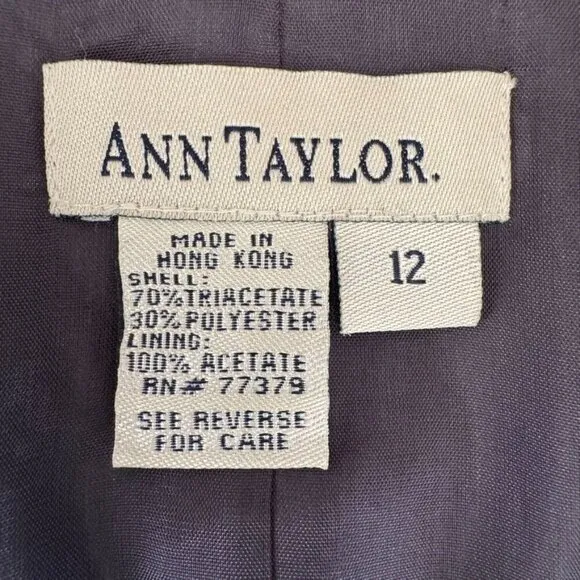 ANN TAYLOR.
MADE IN
HONG KONG
SHELL:
70% TRIACETATE
30% POLYESTER
LINING:
100% ACETATE
RN# 77379
SEE REVERSE
FOR CARE
12